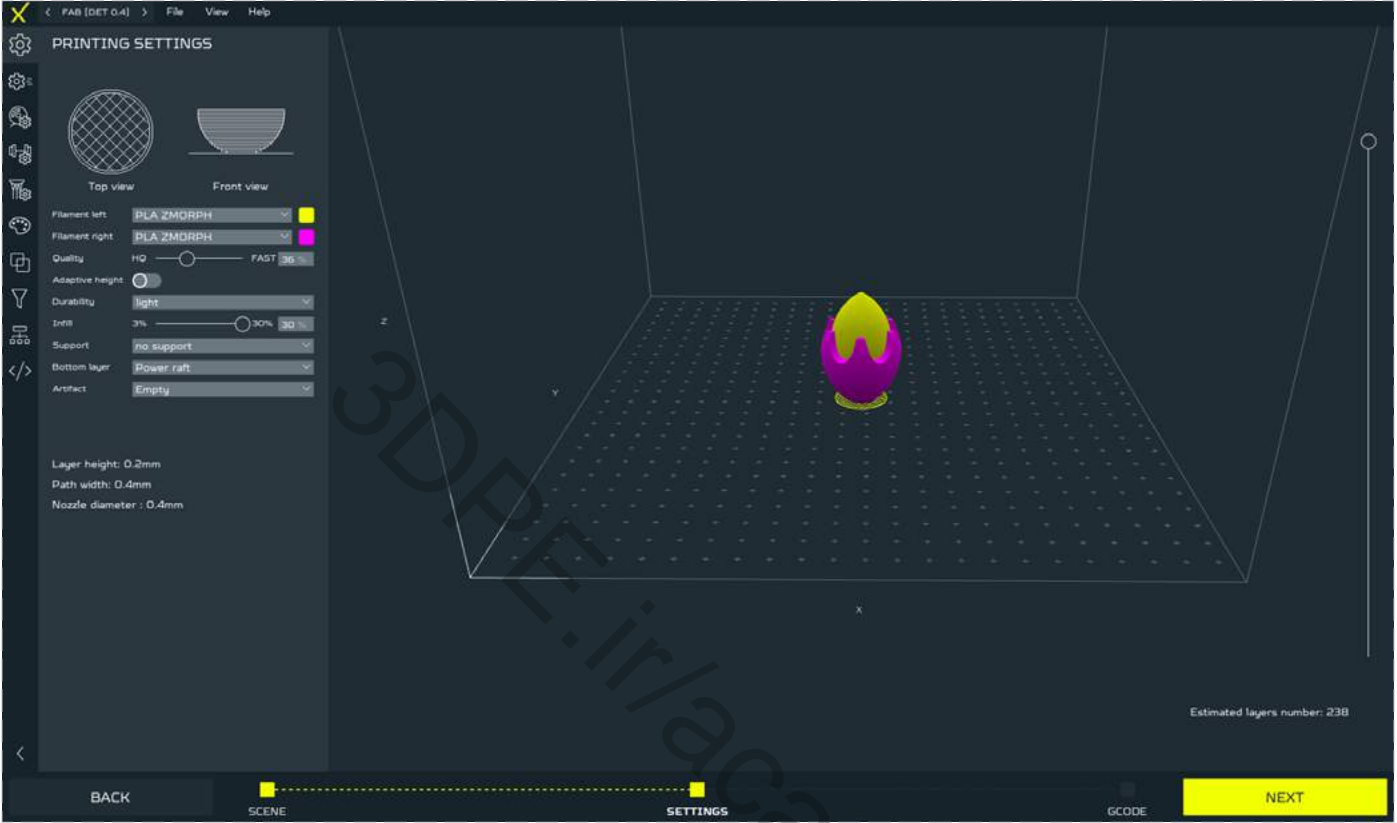 FAB [DET 0.4] File View Help
PRINTING SETTINGS
Top view Front view
Filament left PLA ZMORPH
Filament right PLA ZMORPH
Quality HQ FAST 36 %
Adaptive height
Durability light
Infill 3% 30% 30 %
Support no support
Bottom layer Power raft
Artifact Empty
Layer height: 0.2mm
Path width: 0.4mm
Nozzle diameter : 0.4mm
Z
Y
X
Estimated layers number: 238
BACK
SCENE
SETTINGS
GCODE
NEXT